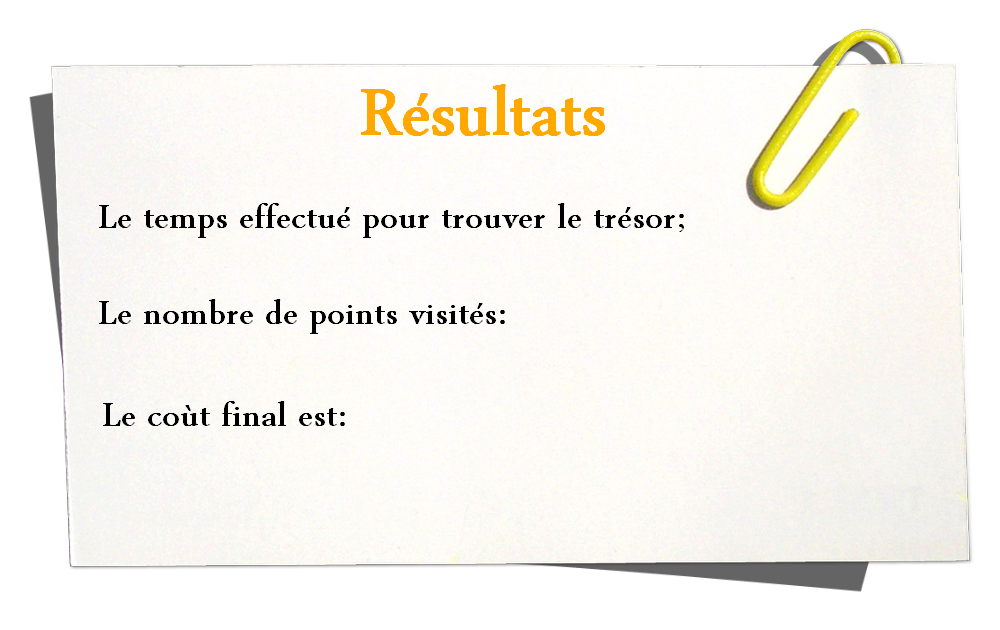 Résultats
Le temps effectué pour trouver le trésor;
Le nombre de points visités:
Le coùt final est: